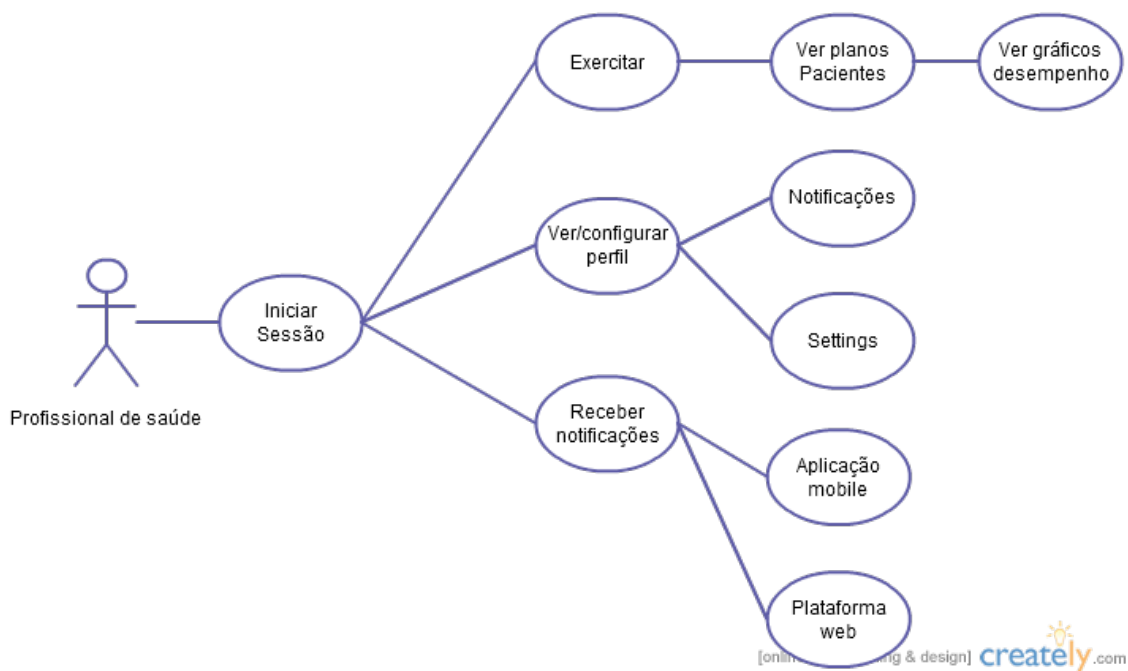 Exercitar
Ver planos
Pacientes
Ver gráficos
desempenho
Notificações
Ver/configurar
perfil
Iniciar
Sessão
Settings
Profissional de saúde
Receber
notificações
Aplicação
mobile
Plataforma
web
& design]
creately.com